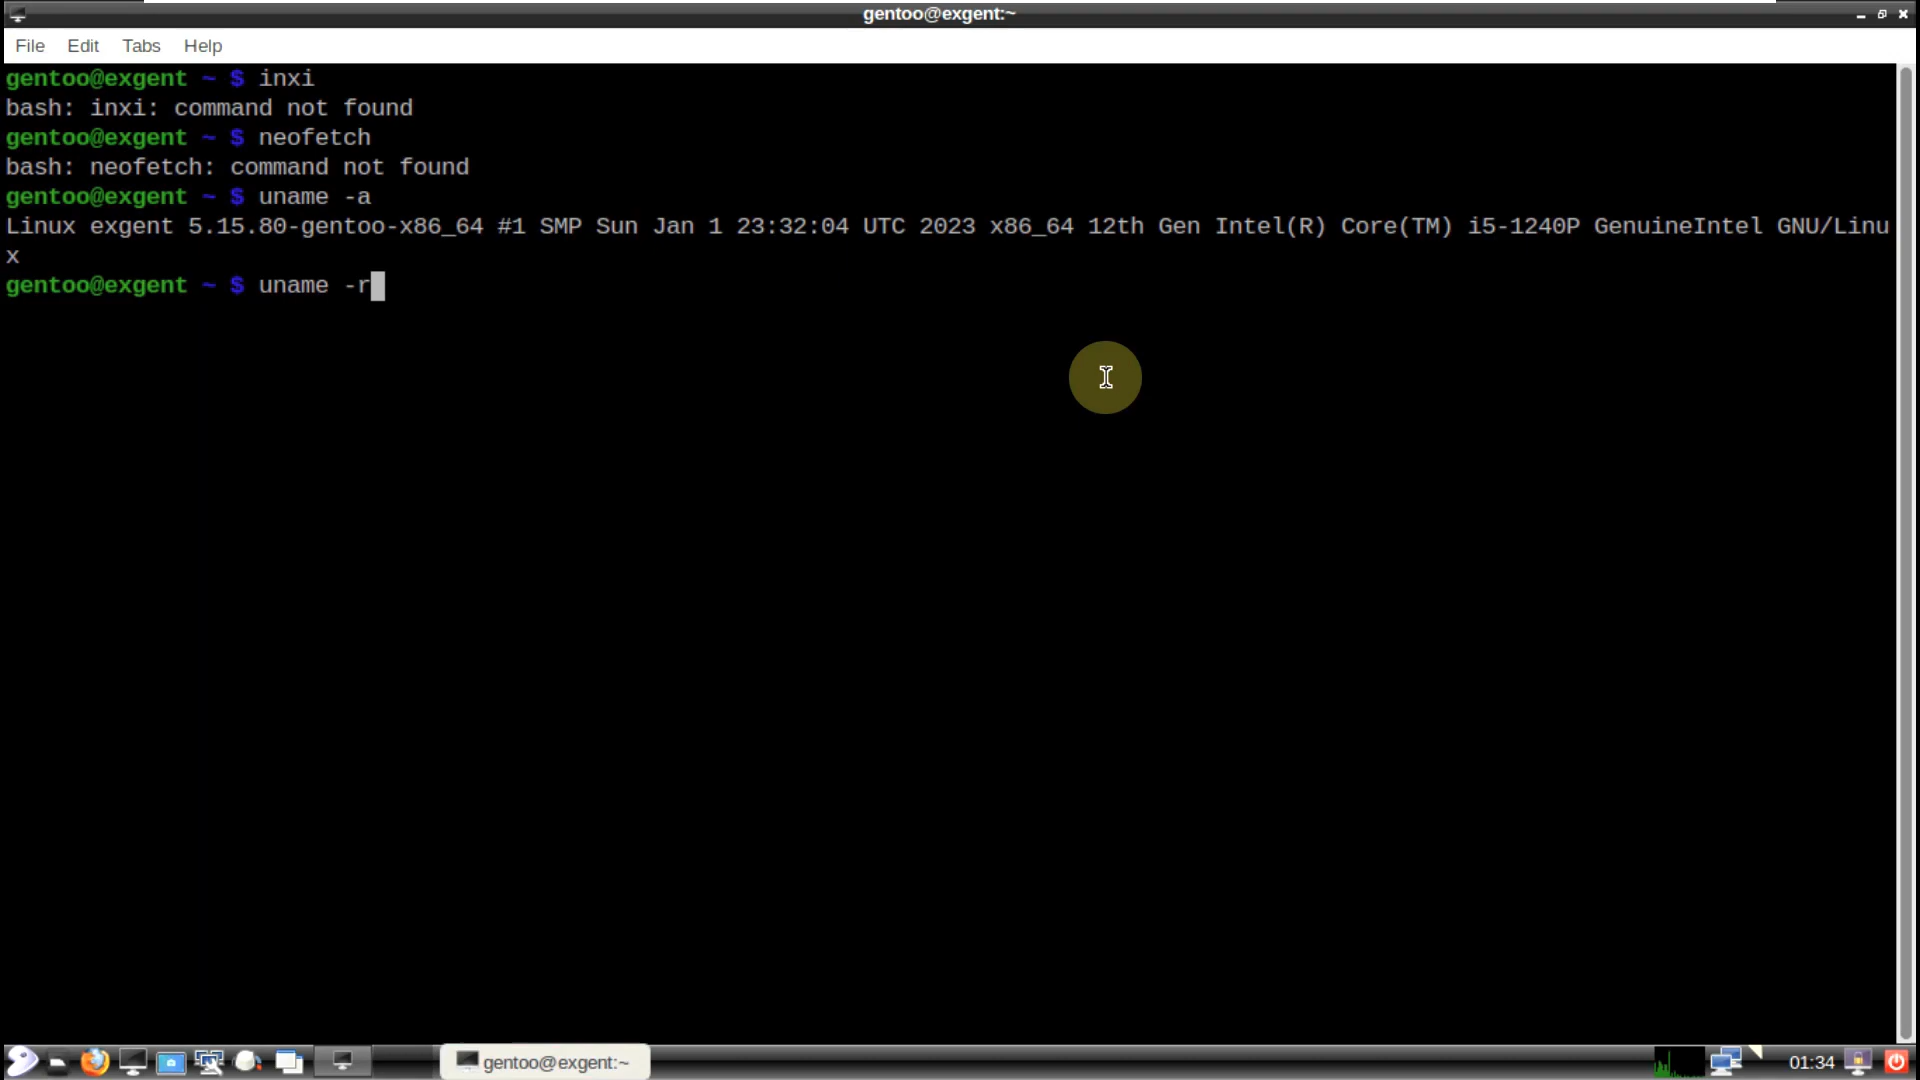 gentoo@exgent:~
File Edit Tabs Help
gentoo@exgent ~ $ inxi
bash: inxi: command not found
gentoo@exgent ~ $ neofetch
bash: neofetch: command not found
gentoo@exgent ~ $ uname -a
Linux exgent 5.15.80-gentoo-x86_64 #1 SMP Sun Jan 1 23:32:04 UTC 2023 x86_64 12th Gen Intel(R) Core(TM) i5-1240P GenuineIntel GNU/Linu
x
gentoo@exgent ~ $ uname -r
gentoo@exgent:~ 01:34